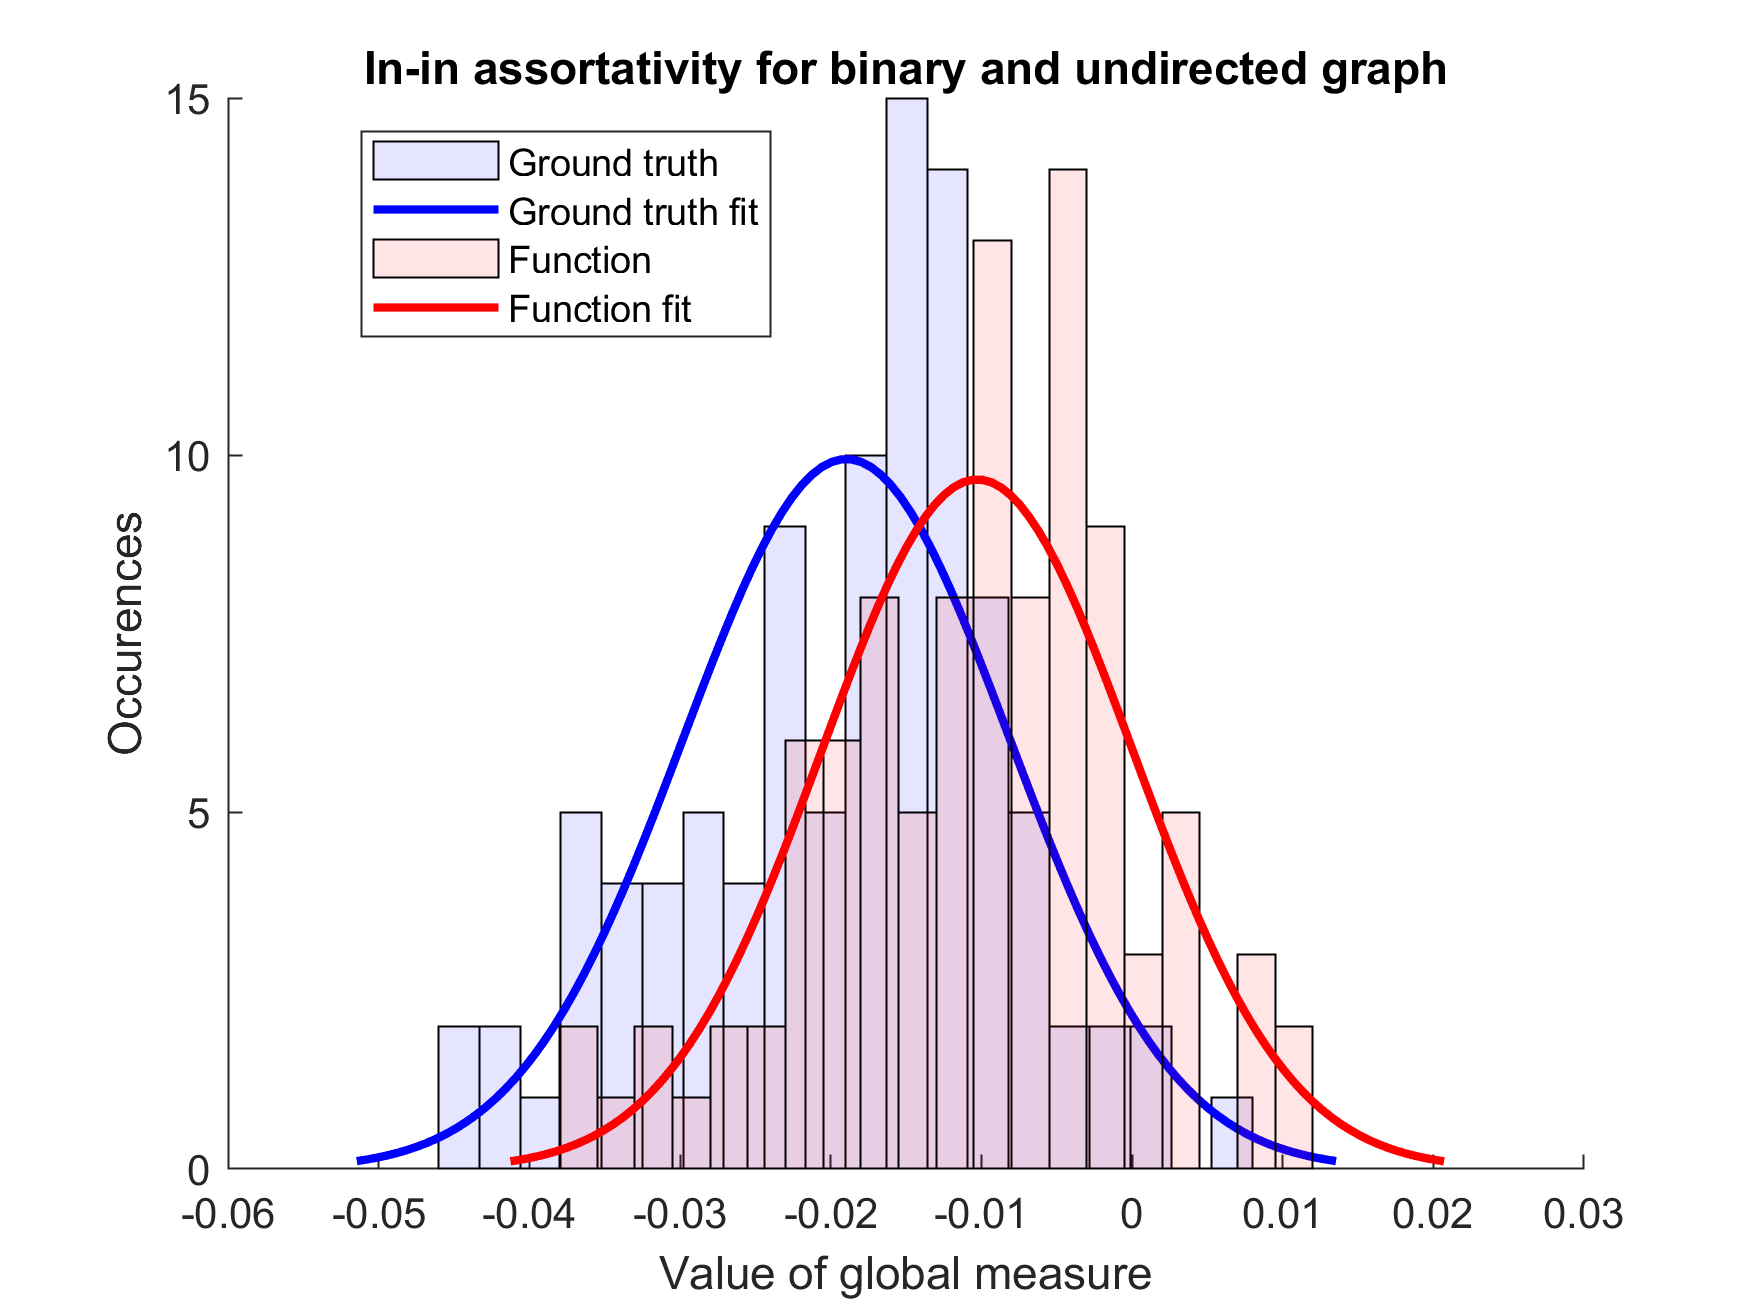 In-in assortativity for binary and undirected graph
Ground truth
Ground truth fit
Function
Function fit
15
10
5
0
Occurences
-0.06 -0.05 -0.04 -0.03 -0.02 -0.01 0 0.01 0.02 0.03
Value of global measure